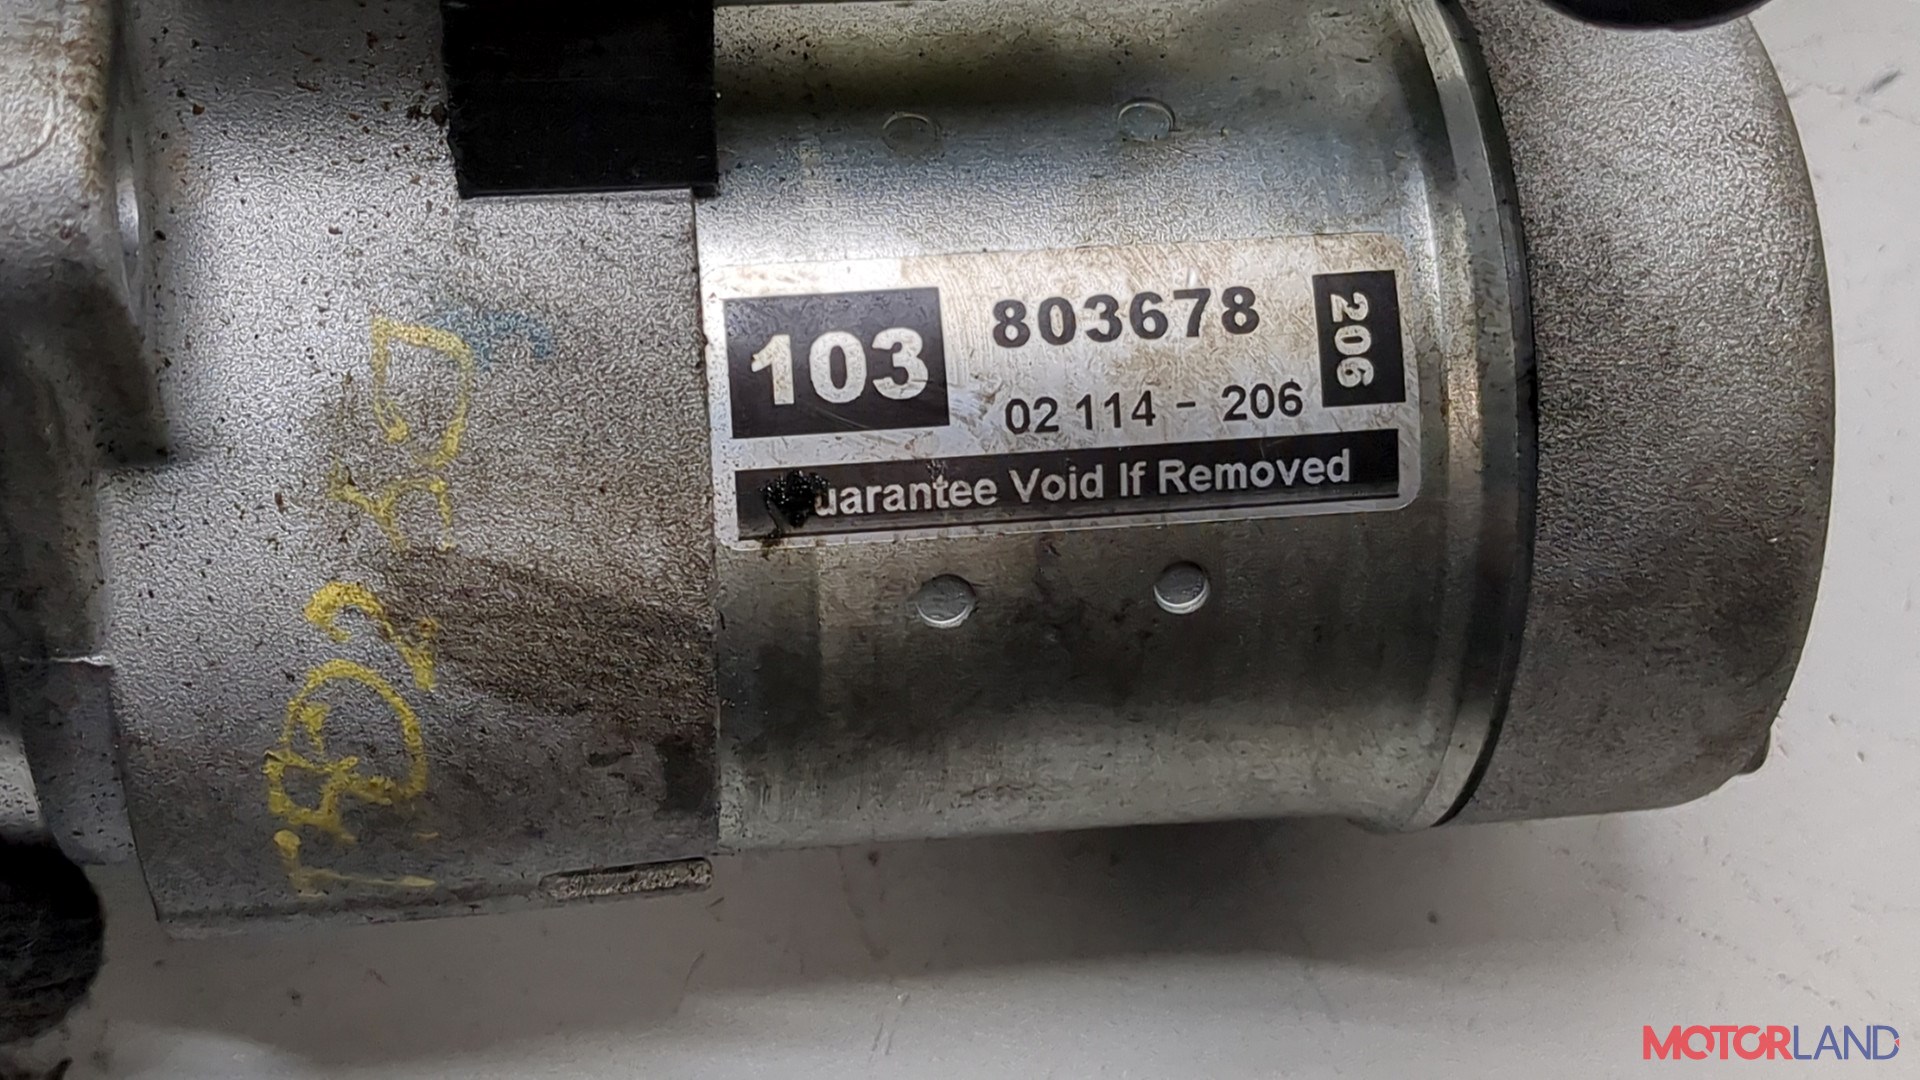 103
803678
206
02 114 - 206
uarantee Void If Removed
MOTORLAND